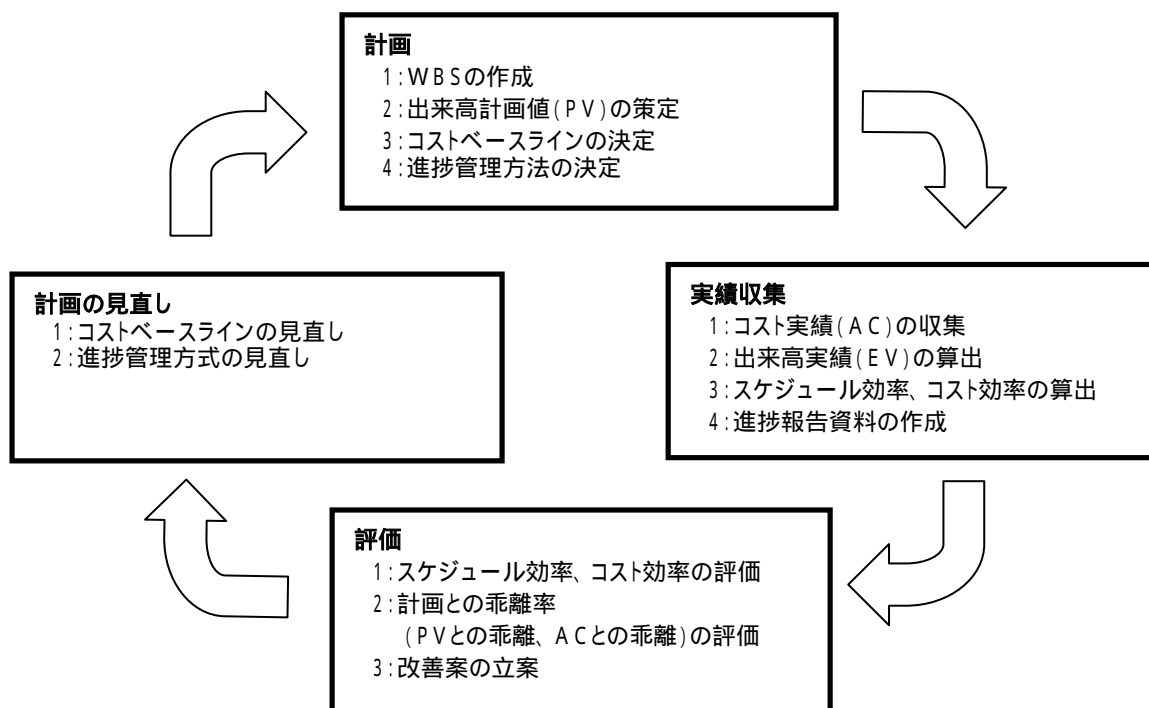 計画
1:WBSの作成
2:出来高計画値(PV)の策定
3:コストベースラインの決定
4:進捗管理方法の決定
計画の見直し
1:コストベースラインの見直し
2:進捗管理方式の見直し
実績収集
1:コスト実績(AC)の収集
2:出来高実績(EV)の算出
3:スケジュール効率、コスト効率の算出
4:進捗報告資料の作成
評価
1:スケジュール効率、コスト効率の評価
2:計画との乖離率
(PVとの乖離、ACとの乖離)の評価
3:改善案の立案